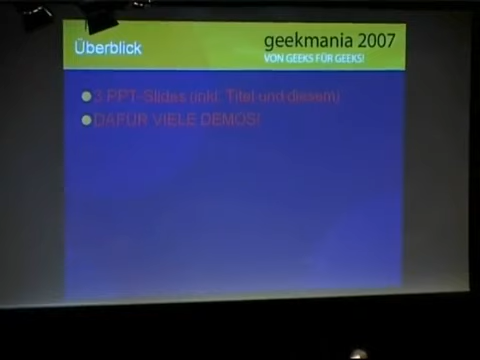 Überblick
geekmania 2007
VON GEEKS FÜR GEEKS!
3 PPT-Slides (inkl. Titel und diesem)
DAFÜR VIELE DEMOS!